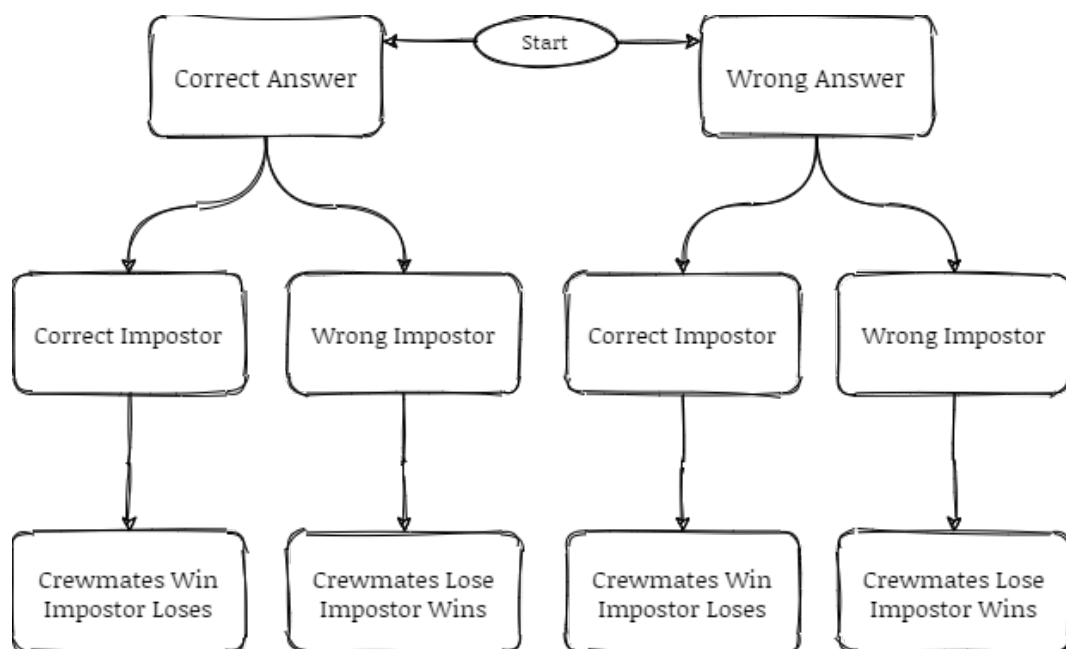 Start
Correct Answer
Wrong Answer
Correct Impostor
Wrong Impostor
Correct Impostor
Wrong Impostor
Crewmates Win
Impostor Loses
Crewmates Lose
Impostor Wins
Crewmates Win
Impostor Loses
Crewmates Lose
Impostor Wins